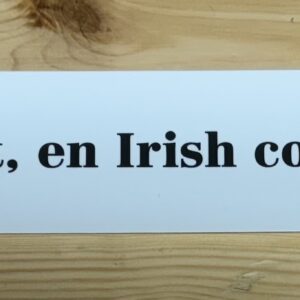 , en Irish co